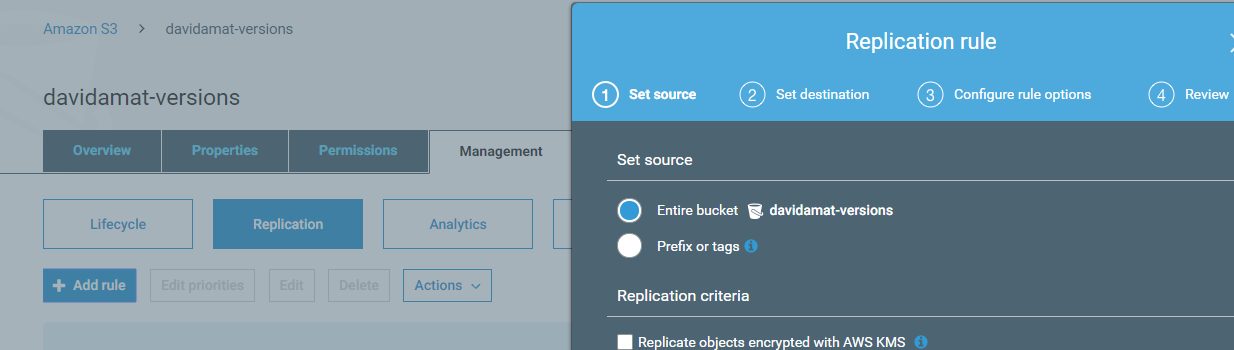 Amazon S3 > davidamat-versions
davidamat-versions
Overview Properties Permissions Management
Lifecycle Replication Analytics
+ Add rule Edit priorities Edit Delete Actions
Replication rule
1 Set source 2 Set destination 3 Configure rule options 4 Review
Set source
Entire bucket davidamat-versions
Prefix or tags
Replication criteria
Replicate objects encrypted with AWS KMS